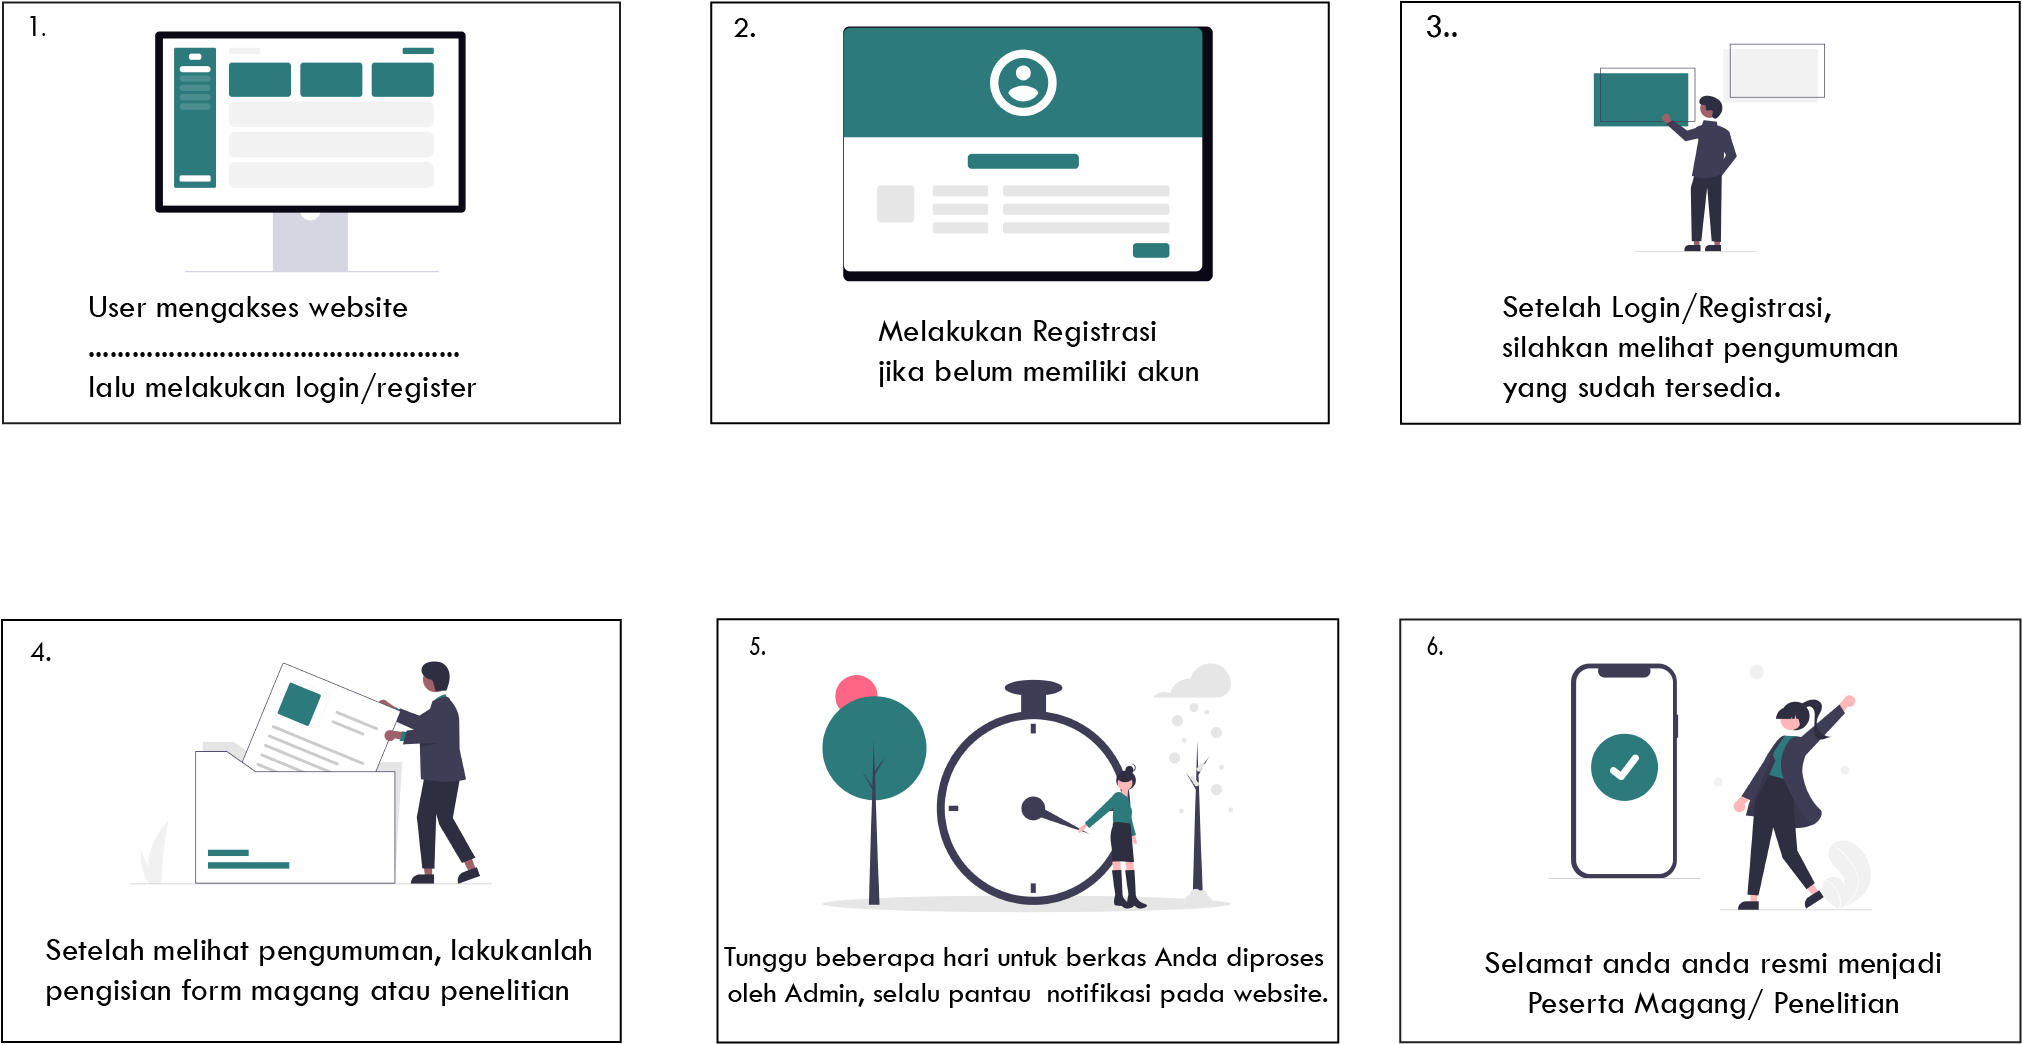 1.
User mengakses website
...................................................
lalu melakukan login/register
2.
Melakukan Registrasi
jika belum memiliki akun
3..
Setelah Login/Registrasi,
silahkan melihat pengumuman
yang sudah tersedia.
4.
Setelah melihat pengumuman, lakukanlah
pengisian form magang atau penelitian
5.
Tunggu beberapa hari untuk berkas Anda diproses
oleh Admin, selalu pantau  notifikasi pada website.
6.
Selamat anda anda resmi menjadi
Peserta Magang/ Penelitian